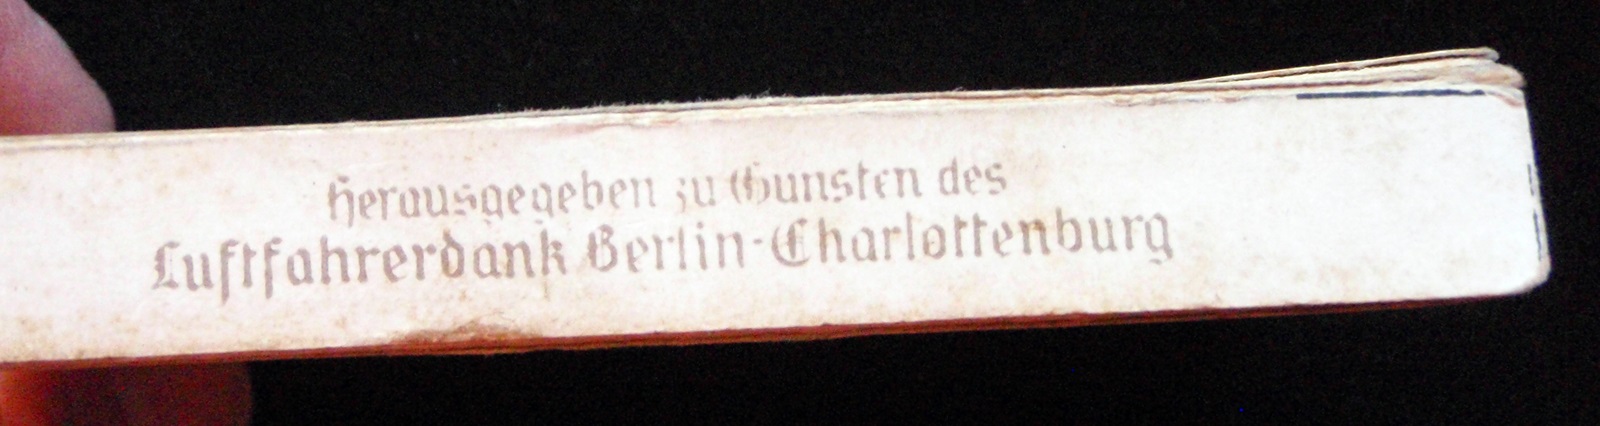 Herausgegeben zu Gunsten des
Luftfahrerdank Berlin-Charlottenburg